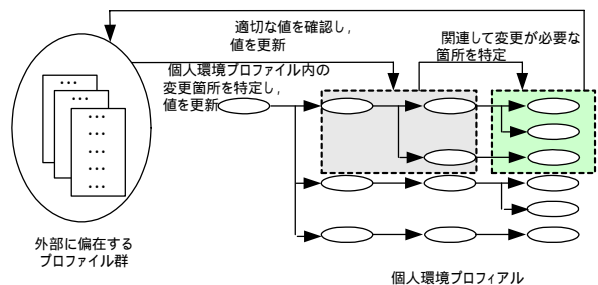 適切な値を確認し，
値を更新
関連して変更が必要な
箇所を特定
個人環境プロファイル内の
変更箇所を特定し，
値を更新
…
…
…
…
…
…
…
外部に偏在する
プロファイル群
個人環境プロフィアル